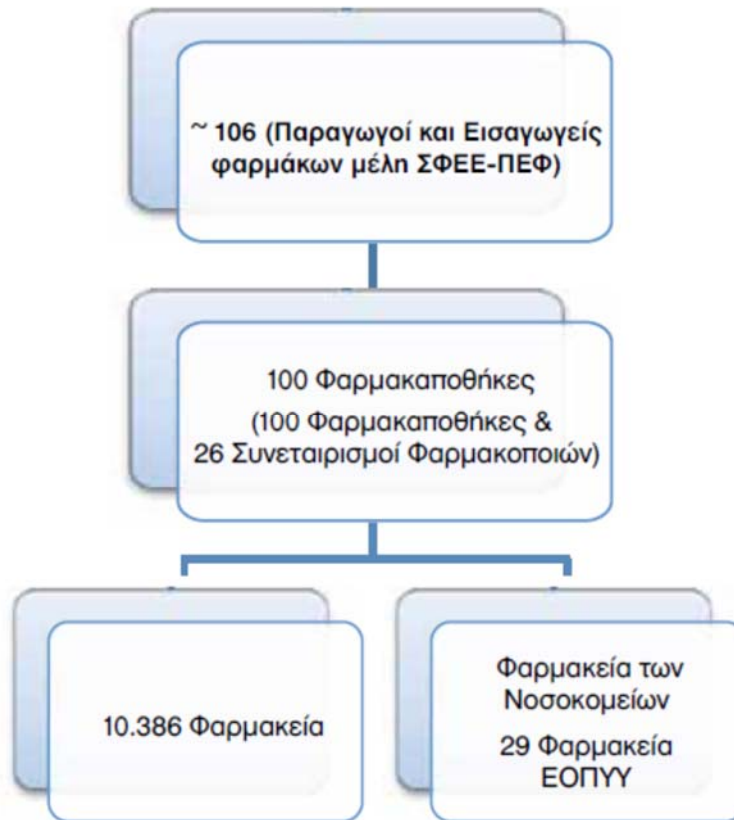 ~ 106 (Παραγωγοί και Εισαγωγείς
φαρμάκων μέλη ΣΦΕΕ-ΠΕΦ)
100 Φαρμακαποθήκες
(100 Φαρμακαποθήκες &
26 Συνεταιρισμοί Φαρμακοποιών)
10.386 Φαρμακεία
Φαρμακεία των
Νοσοκομείων
29 Φαρμακεία
ΕΟΠΥΥ